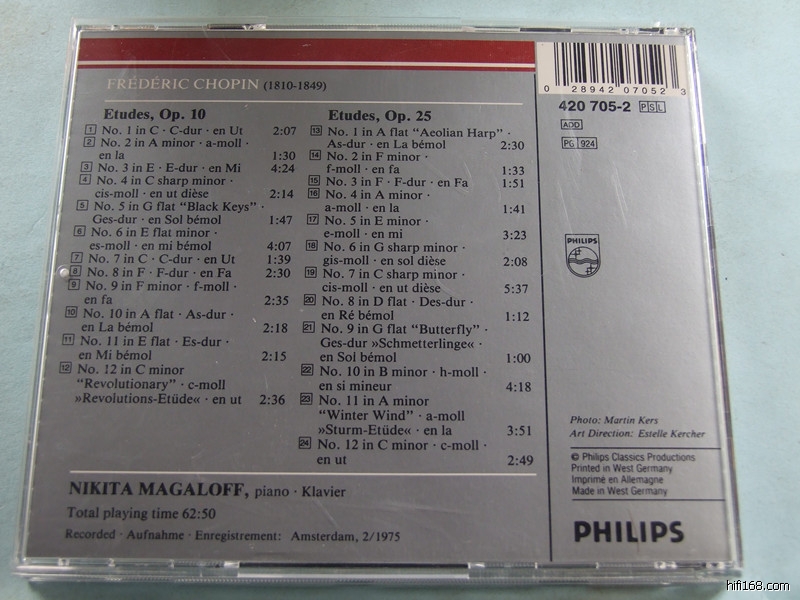 FRÉDÉRIC CHOPIN (1810-1849)
Etudes, Op. 10
1 No. 1 in C · C-dur · en Ut 2:07
2 No. 2 in A minor · a-moll ·
en la 1:30
3 No. 3 in E · E-dur · en Mi 4:24
4 No. 4 in C sharp minor ·
cis-moll · en ut dièse 2:14
5 No. 5 in G flat “Black Keys” ·
Ges-dur · en Sol bémol 1:47
6 No. 6 in E flat minor ·
es-moll · en mi bémol 4:07
7 No. 7 in C · C-dur · en Ut 1:39
8 No. 8 in F · F-dur · en Fa 2:30
9 No. 9 in F minor · f-moll ·
en fa 2:35
10 No. 10 in A flat · As-dur ·
en La bémol 2:18
11 No. 11 in E flat · Es-dur ·
en Mi bémol 2:15
12 No. 12 in C minor
“Revolutionary” · c-moll
»Revolutions-Etüde« · en ut 2:36
Etudes, Op. 25
13 No. 1 in A flat “Aeolian Harp” ·
As-dur · en La bémol 2:30
14 No. 2 in F minor ·
f-moll · en fa 1:33
15 No. 3 in F · F-dur · en Fa 1:51
16 No. 4 in A minor ·
a-moll · en la 1:41
17 No. 5 in E minor ·
e-moll · en mi 3:23
18 No. 6 in G sharp minor ·
gis-moll · en sol dièse 2:08
19 No. 7 in C sharp minor ·
cis-moll · en ut dièse 5:37
20 No. 8 in D flat · Des-dur ·
en Ré bémol 1:12
21 No. 9 in G flat “Butterfly” ·
Ges-dur »Schmetterlinge« ·
en Sol bémol 1:00
22 No. 10 in B minor · h-moll ·
en si mineur 4:18
23 No. 11 in A minor
“Winter Wind” · a-moll
»Sturm-Etüde« · en la 3:51
24 No. 12 in C minor · c-moll ·
en ut 2:49
NIKITA MAGALOFF, piano · Klavier
Total playing time 62:50
Recorded · Aufnahme · Enregistrement: Amsterdam, 2/1975
0 28942 07052 3
420 705-2 PSL
ADD
PG 924
PHILIPS
Photo: Martin Kers
Art Direction: Estelle Kercher
© Philips Classics Productions
Printed in West Germany
Imprimé en Allemagne
Made in West Germany
PHILIPS
hifi168.com